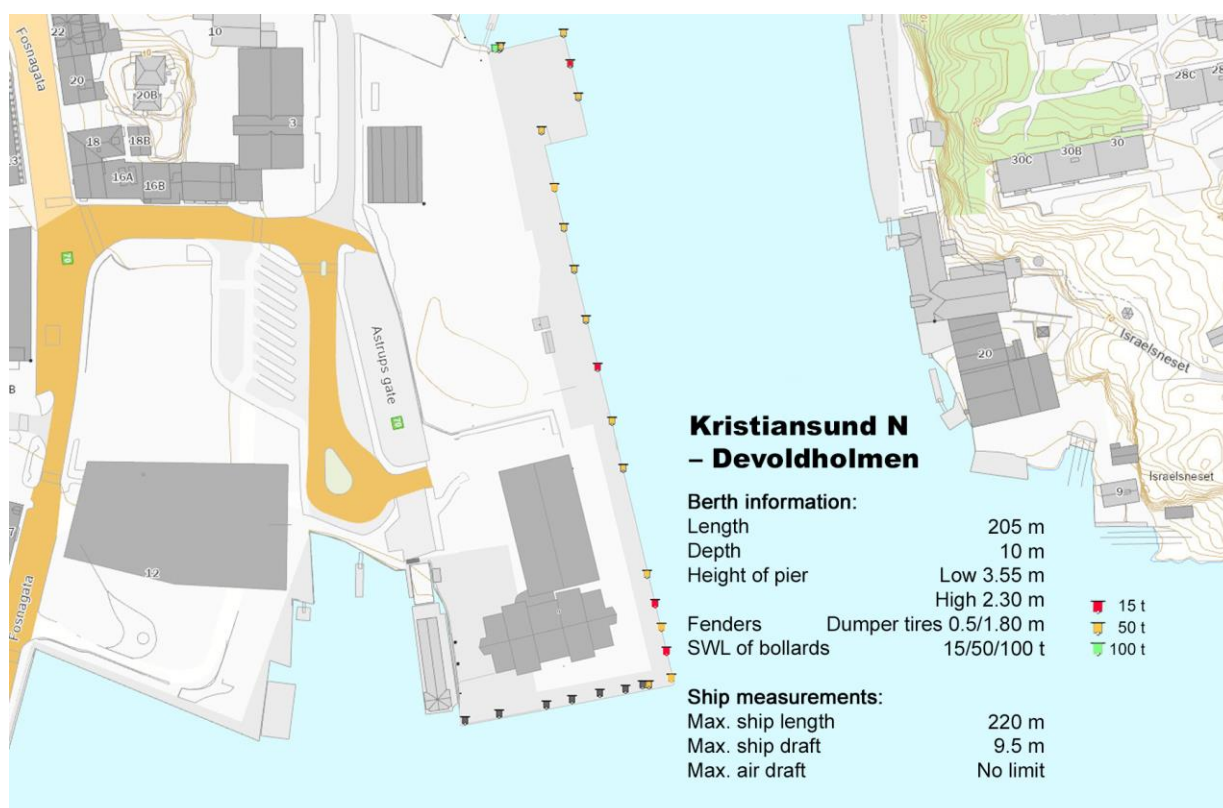 Fosnagata
22
10
20
20B
3
18
18B
16A
16B
70
Astrups gate
70
12
Fosnagata
28C
30C
30B
30
20
Israelsneset
9
Israelsneset
Kristiansund N
– Devoldholmen
Berth information:
Length 205 m
Depth 10 m
Height of pier Low 3.55 m
High 2.30 m
Fenders Dumper tires 0.5/1.80 m
SWL of bollards 15/50/100 t
15 t
50 t
100 t
Ship measurements:
Max. ship length 220 m
Max. ship draft 9.5 m
Max. air draft No limit